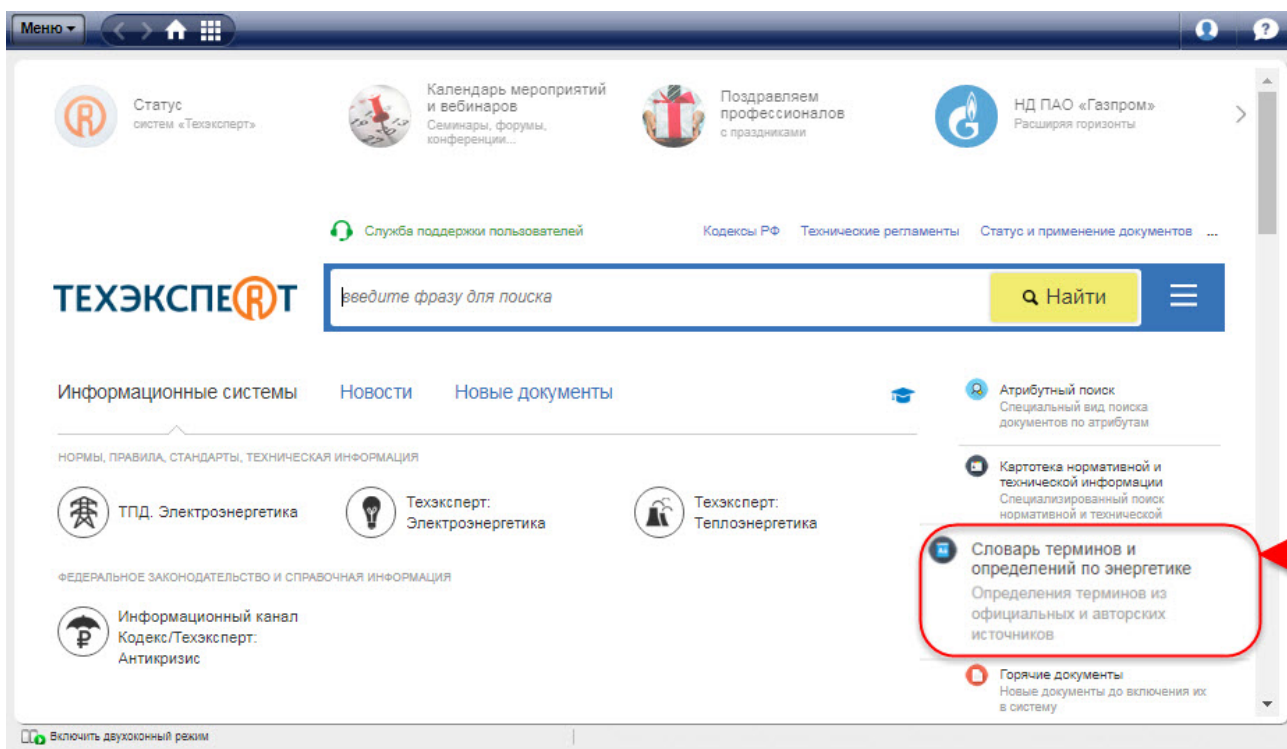 Меню
Статус
систем «Техэксперт»
Календарь мероприятий
и вебинаров
Семинары, форумы,
конференции...
Поздравляем
профессионалов
с праздниками
НД ПАО «Газпром»
Расширяя горизонты
Служба поддержки пользователей
Кодексы РФ Технические регламенты Статус и применение документов ...
ТЕХЭКСПЕRТ
введите фразу для поиска
Найти
Информационные системы Новости Новые документы
НОРМЫ, ПРАВИЛА, СТАНДАРТЫ, ТЕХНИЧЕСКАЯ ИНФОРМАЦИЯ
ТПД. Электроэнергетика
Техэксперт:
Электроэнергетика
Техэксперт:
Теплоэнергетика
ФЕДЕРАЛЬНОЕ ЗАКОНОДАТЕЛЬСТВО И СПРАВОЧНАЯ ИНФОРМАЦИЯ
Информационный канал
Кодекс/Техэксперт:
Антикризис
Атрибутный поиск
Специальный вид поиска
документов по атрибутам
Картотека нормативной и
технической информации
Специализированный поиск
нормативной и технической
Словарь терминов и
определений по энергетике
Определения терминов из
официальных и авторских
источников
Горячие документы
Новые документы до включения их
в систему
Включить двухоконный режим